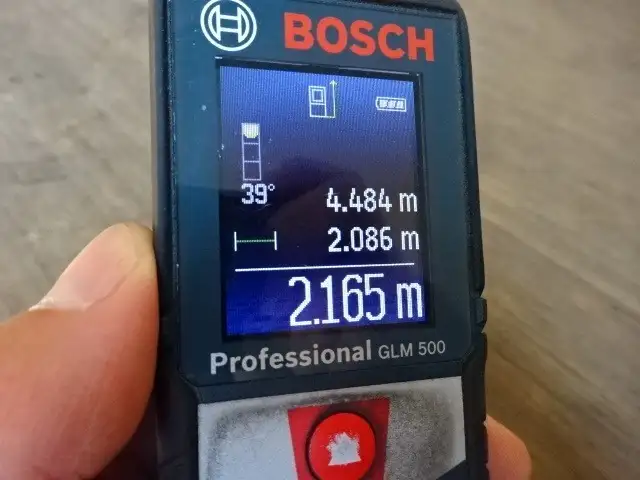 BOSCH
39°
4.484 m
2.086 m
2.165 m
Professional GLM 500